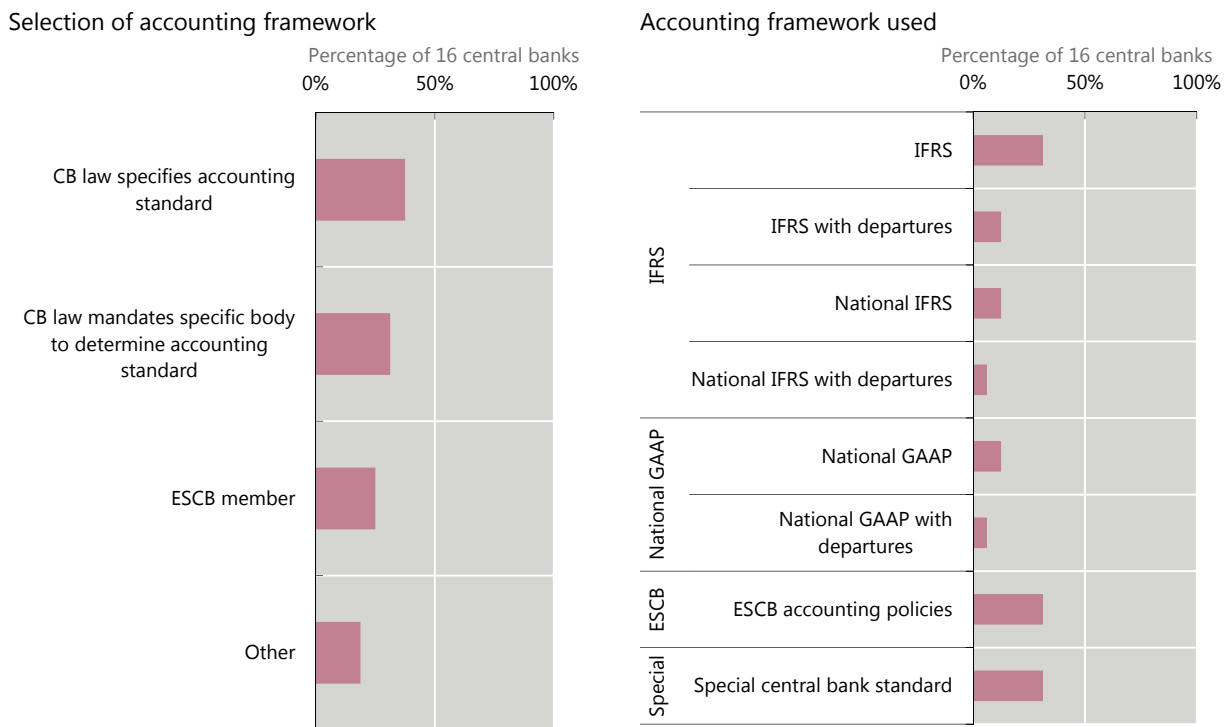 Selection of accounting framework
Percentage of 16 central banks
0% 50% 100%
CB law specifies accounting
standard
CB law mandates specific body
to determine accounting
standard
ESCB member
Other
Accounting framework used
Percentage of 16 central banks
0% 50% 100%
IFRS
IFRS
IFRS with departures
National IFRS
National IFRS with departures
National GAAP
National GAAP
National GAAP with
departures
ESCB
ESCB accounting policies
Special
Special central bank standard